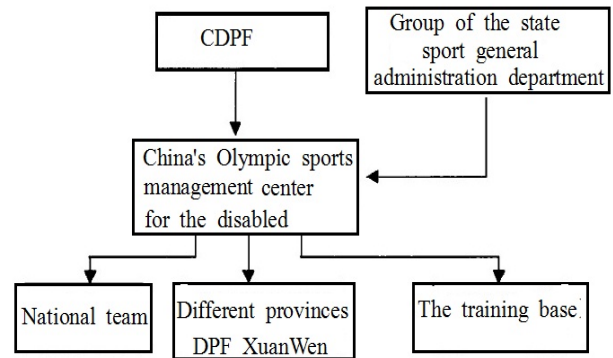 CDPF
Group of the state
sport general
administration department
China's Olympic sports
management center
for the disabled
National team
Different provinces
DPF XuanWen
The training base